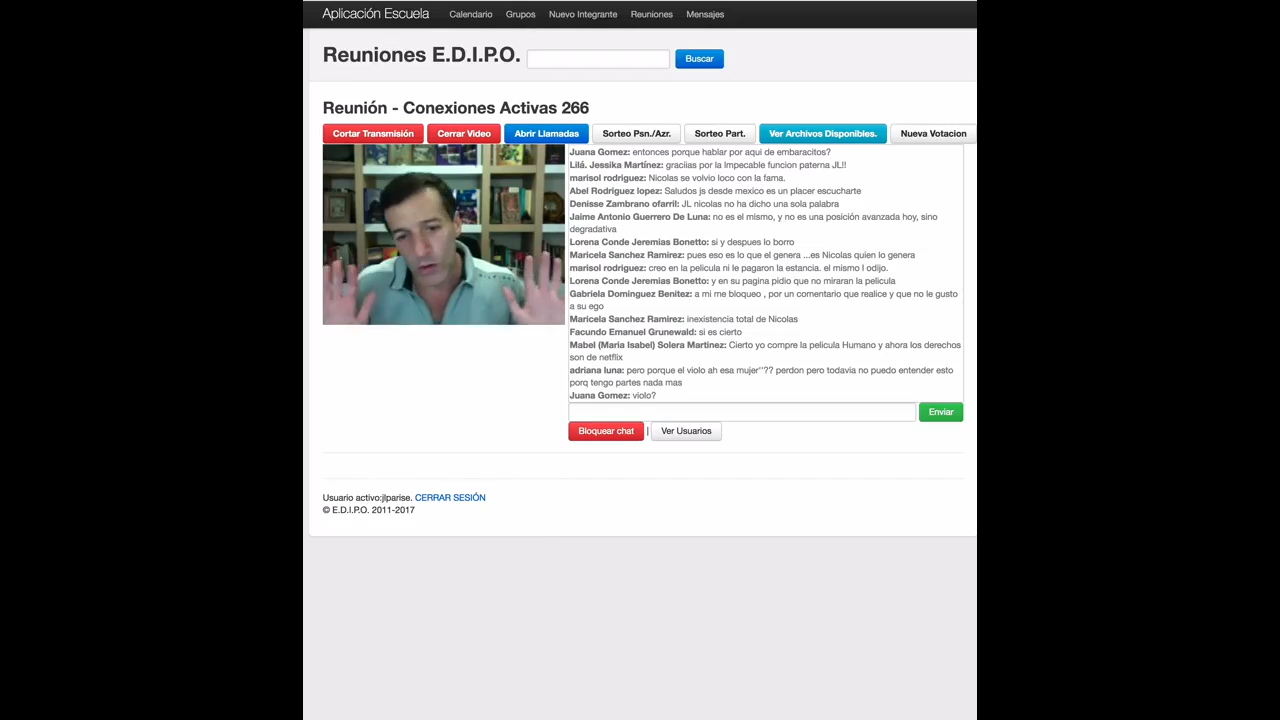 Aplicación Escuela Calendario Grupos Nuevo Integrante Reuniones Mensajes
Reuniones E.D.I.P.O. Buscar
Reunión - Conexiones Activas 266
Cortar Transmisión Cerrar Video Abrir Llamadas Sorteo Psn./Azr. Sorteo Part. Ver Archivos Disponibles. Nueva Votacion
Juana Gomez: entonces porque hablar por aqui de embaracitos?
Lilá. Jessika Martínez: graciias por la Impecable funcion paterna JL!!
marisol rodriguez: Nicolas se volvio loco con la fama.
Abel Rodriguez lopez: Saludos js desde mexico es un placer escucharte
Denisse Zambrano ofarril: JL nicolas no ha dicho una sola palabra
Jaime Antonio Guerrero De Luna: no es el mismo, y no es una posición avanzada hoy, sino
degradativa
Lorena Conde Jeremias Bonetto: si y despues lo borro
Maricela Sanchez Ramirez: pues eso es lo que el genera ...es Nicolas quien lo genera
marisol rodriguez: creo en la pelicula ni le pagaron la estancia. el mismo l odijo.
Lorena Conde Jeremias Bonetto: y en su pagina pidio que no miraran la pelicula
Gabriela Dominguez Benitez: a mi me bloqueo , por un comentario que realice y que no le gusto
a su ego
Maricela Sanchez Ramirez: inexistencia total de Nicolas
Facundo Emanuel Grunewald: si es cierto
Mabel (Maria Isabel) Solera Martinez: Cierto yo compre la pelicula Humano y ahora los derechos
son de netflix
adriana luna: pero porque el violo ah esa mujer''?? perdon pero todavia no puedo entender esto
porq tengo partes nada mas
Juana Gomez: violo?
Enviar
Bloquear chat | Ver Usuarios
Usuario activo:jlparise. CERRAR SESIÓN
© E.D.I.P.O. 2011-2017